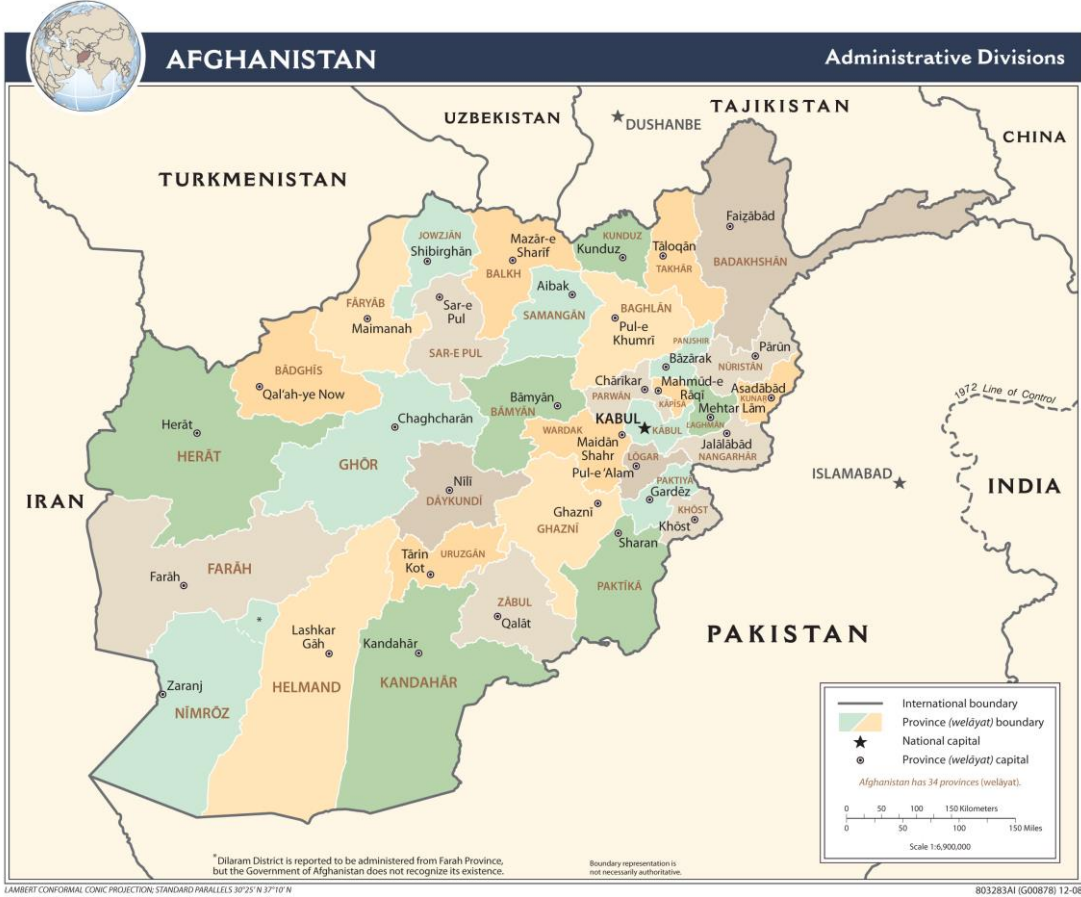 AFGHANISTAN
Administrative Divisions
UZBEKISTAN
TAJIKISTAN
DUSHANBE
CHINA
TURKMENISTAN
Faiẓābād
JOWZJĀN
Shibirghān
Mazār-e
Sharīf
BALKH
KUNDUZ
Kunduz
Tāloqān
TAKHĀR
BADAKHSHĀN
Aibak
SAMANGĀN
FĀRYĀB
Maimanah
Sar-e
Pul
SAR-E PUL
BAGHLĀN
Pul-e
Khumrī
PANJSHIR
Bāzārak
Pārūn
NŪRISTĀN
BĀDGHĪS
Qal'ah-ye Now
Chārīkar
PARWĀN
Mahmūd-e
Rāqī
KĀPĪSĀ
Asadābād
KUNAR
Mehtar
Lām
LAGHMĀN
1972 Line of Control
Bāmyān
BĀMYĀN
Chaghcharān
Herāt
HERĀT
KABUL
KĀBUL
WARDAK
Maidān
Shahr
Jalālābād
NANGARHĀR
GHŌR
LŌGAR
Pul-e 'Alam
ISLAMABAD
INDIA
IRAN
Nīlī
DĀYKUNDĪ
PAKTIYĀ
Gardēz
Ghaznī
GHAZNĪ
KHŌST
Khōst
Sharan
FARĀH
Farāh
Tārin
Kot
URUZGĀN
PAKTĪKĀ
ZĀBUL
Qalāt
*
Lashkar
Gāh
Kandahār
PAKISTAN
Zaranj
NĪMRŌZ
HELMAND
KANDAHĀR
International boundary
Province (welāyat) boundary
National capital
Province (welāyat) capital
Afghanistan has 34 provinces (welāyat).
0 50 100 150 Kilometers
0 50 100 150 Miles
Scale 1:6,900,000
*Dilaram District is reported to be administered from Farah Province,
but the Government of Afghanistan does not recognize its existence.
Boundary representation is
not necessarily authoritative.
LAMBERT CONFORMAL CONIC PROJECTION; STANDARD PARALLELS 30°25' N 37°10' N
803283AI (G00878) 12-08